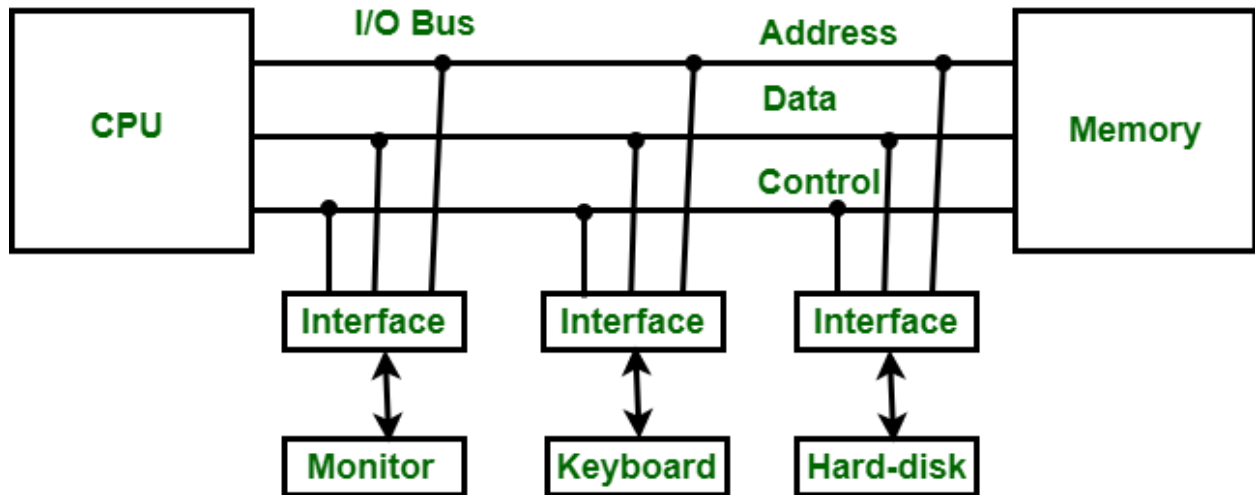 I/O Bus
Address
CPU
Data
Memory
Control
Interface
Interface
Interface
Monitor
Keyboard
Hard-disk